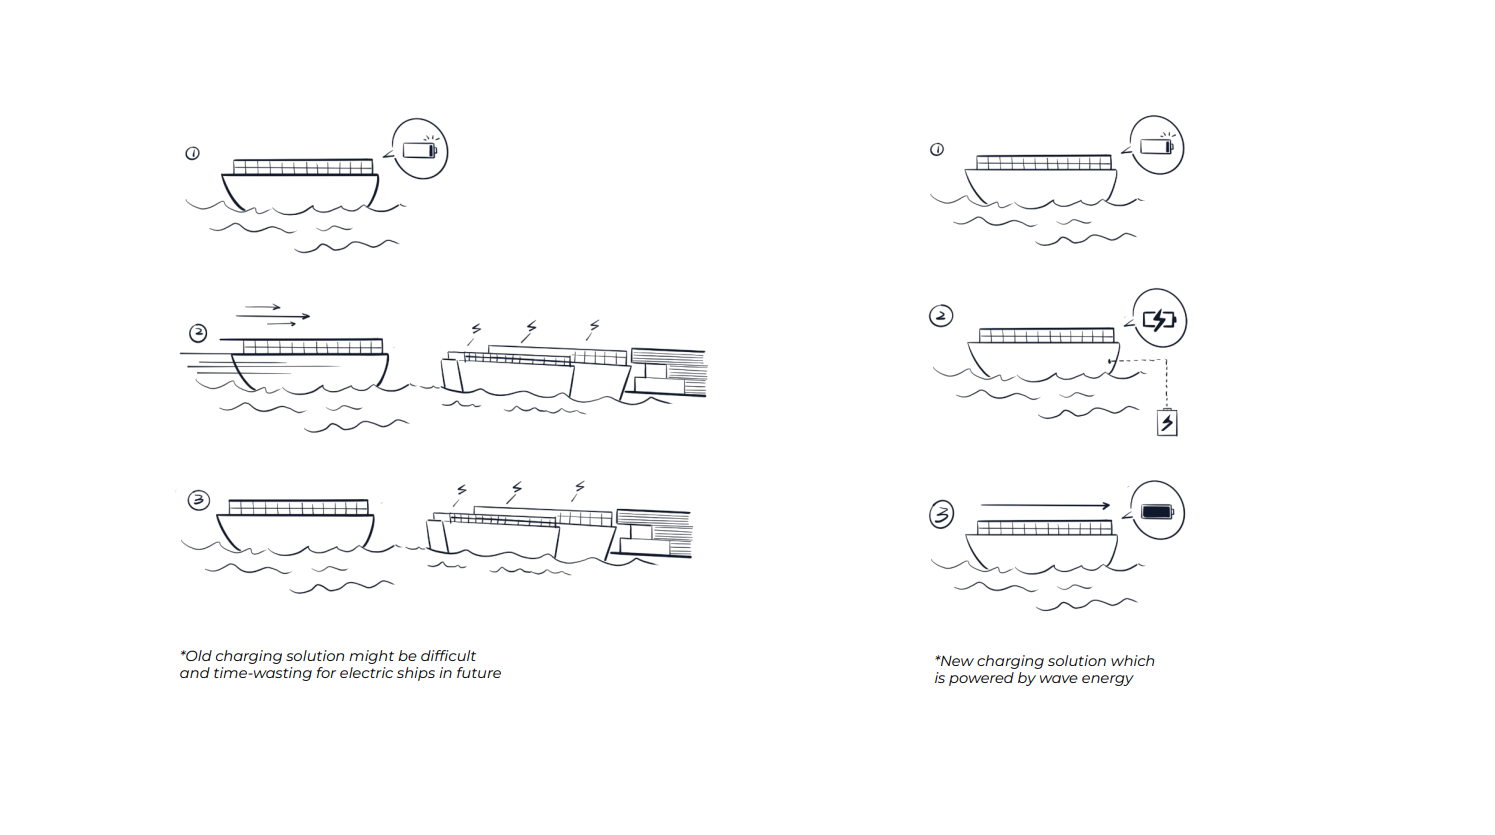 1
2
3
*Old charging solution might be difficult
and time-wasting for electric ships in future
1
2
3
*New charging solution which
is powered by wave energy